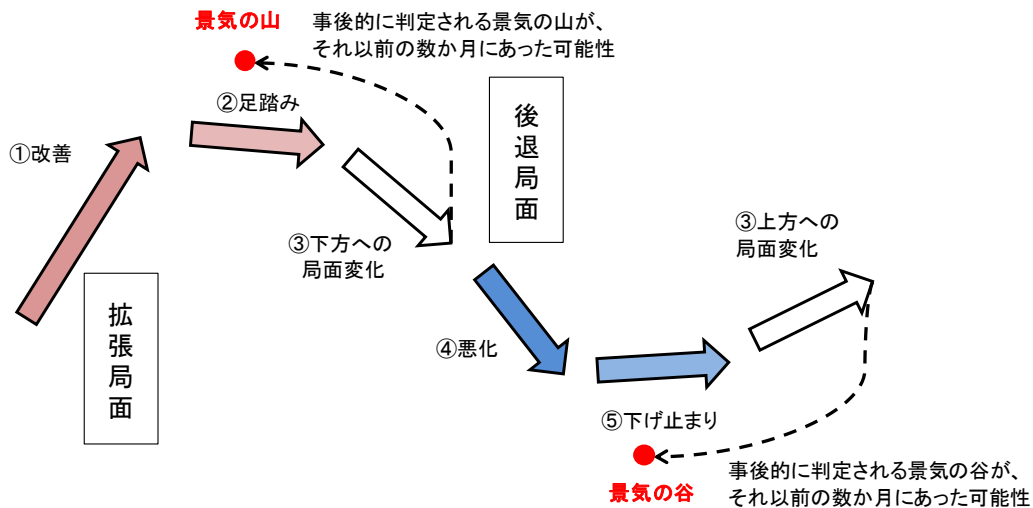 景気の山
事後的に判定される景気の山が、
それ以前の数か月にあった可能性
②足踏み
①改善
後退局面
③下方への
局面変化
③上方への
局面変化
拡張局面
④悪化
⑤下げ止まり
景気の谷
事後的に判定される景気の谷が、
それ以前の数か月にあった可能性